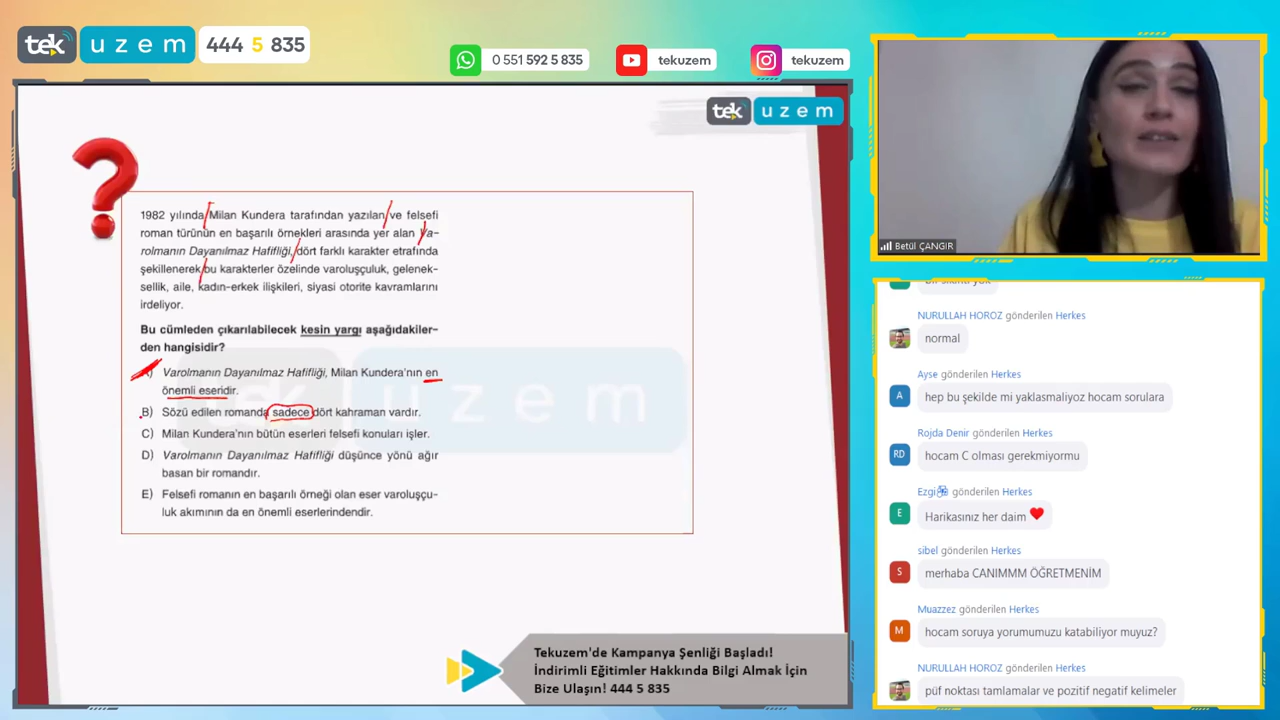 tek uzem 444 5 835
0 551 592 5 835
tekuzem
tekuzem
tek uzem
1982 yılında Milan Kundera tarafından yazılan ve felsefi
roman türünün en başarılı örnekleri arasında yer alan Va-
rolmanın Dayanılmaz Hafifliği, dört farklı karakter etrafında
şekillenerek bu karakterler özelinde varoluşçuluk, gelenek-
sellik, aile, kadın-erkek ilişkileri, siyasi otorite kavramlarını
irdeliyor.
Bu cümleden çıkarılabilecek kesin yargı aşağıdakiler-
den hangisidir?
A) Varolmanın Dayanılmaz Hafifliği, Milan Kundera'nın en
önemli eseridir.
B) Sözü edilen romanda sadece dört kahraman vardır.
C) Milan Kundera'nın bütün eserleri felsefi konuları işler.
D) Varolmanın Dayanılmaz Hafifliği düşünce yönü ağır
basan bir romandır.
E) Felsefi romanın en başarılı örneği olan eser varoluşçu-
luk akımının da en önemli eserlerindendir.
tek uzem
Tekuzem'de Kampanya Şenliği Başladı!
İndirimli Eğitimler Hakkında Bilgi Almak İçin
Bize Ulaşın! 444 5 835
Betül ÇANGIR
NURULLAH HOROZ gönderilen Herkes
normal
Ayse gönderilen Herkes
A
hep bu şekilde mi yaklasmaliyoz hocam sorulara
Rojda Denir gönderilen Herkes
RD
hocam C olması gerekmiyormu
Ezgi gönderilen Herkes
E
Harikasınız her daim
sibel gönderilen Herkes
S
merhaba CANIMMM ÖĞRETMENİM
Muazzez gönderilen Herkes
M
hocam soruya yorumumuzu katabiliyor muyuz?
NURULLAH HOROZ gönderilen Herkes
püf noktası tamlamalar ve pozitif negatif kelimeler